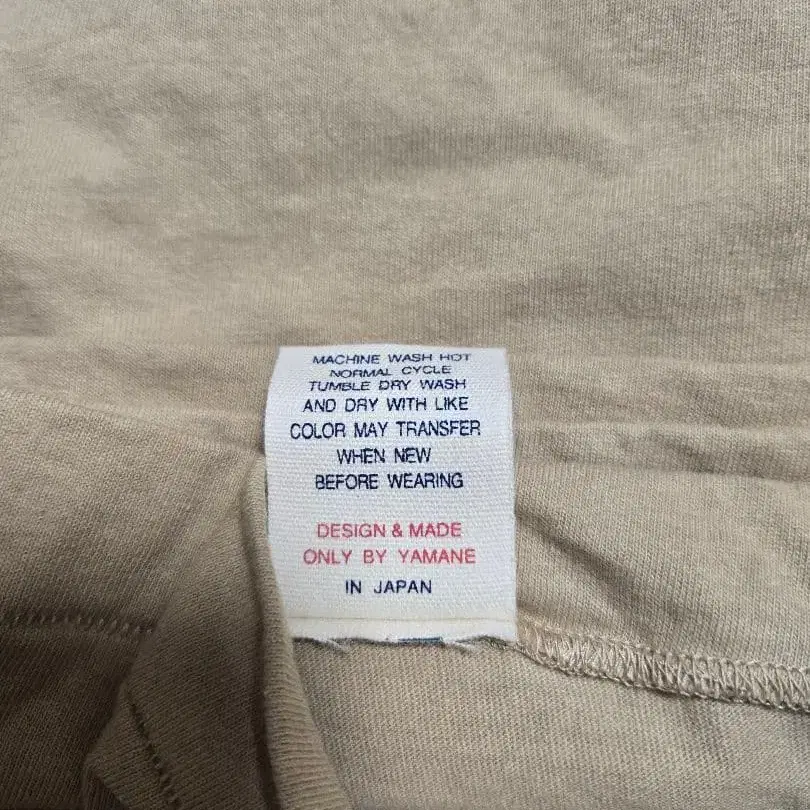 MACHINE WASH HOT
NORMAL CYCLE
TUMBLE DRY WASH
AND DRY WITH LIKE
COLOR MAY TRANSFER
WHEN NEW
BEFORE WEARING
DESIGN & MADE
ONLY BY YAMANE
IN JAPAN